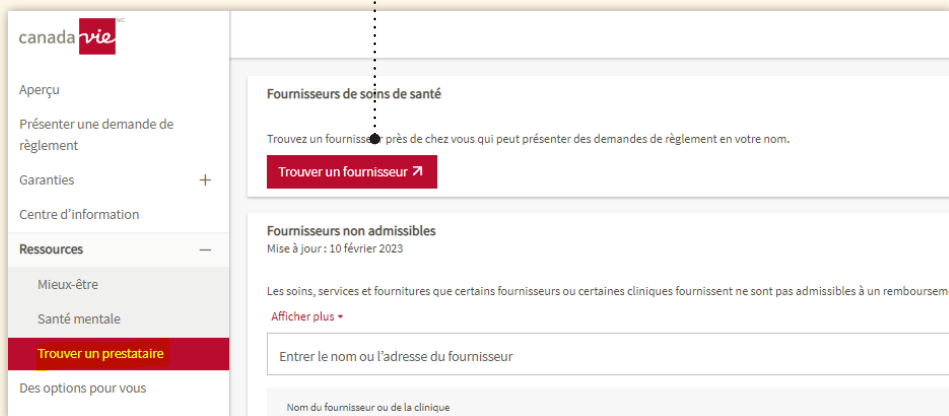 canada vie MC
Aperçu
Présenter une demande de
règlement
Garanties +
Centre d'information
Ressources —
Mieux-être
Santé mentale
Trouver un prestataire
Des options pour vous
Fournisseurs de soins de santé
Trouvez un fournisseur près de chez vous qui peut présenter des demandes de règlement en votre nom.
Trouver un fournisseur
Fournisseurs non admissibles
Mise à jour : 10 février 2023
Les soins, services et fournitures que certains fournisseurs ou certaines cliniques fournissent ne sont pas admissibles à un rembourseme
Afficher plus
Entrer le nom ou l'adresse du fournisseur
Nom du fournisseur ou de la clinique